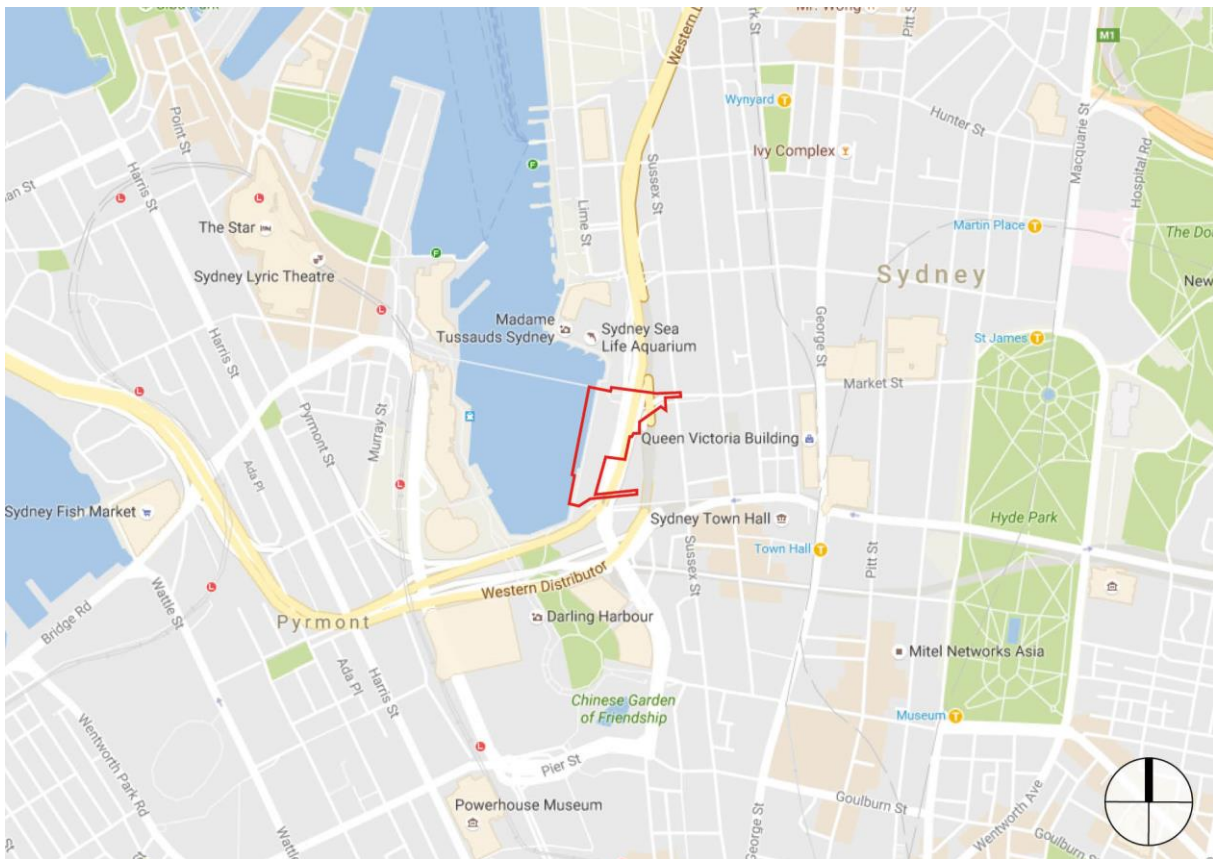 Western D
Pitt St
M1
Wynyard
Hunter St
Point St
Harris St
Ivy Complex
Macquarie St
Hospital Rd
Sussex St
Lime St
The Star
Martin Place
The Do
Sydney
Sydney Lyric Theatre
New
Madame
Tussauds Sydney
Sydney Sea
Life Aquarium
George St
St James
Harris St
Market St
Murray St
Pyrmont St
Queen Victoria Building
Ada Pl
Sydney Fish Market
Sydney Town Hall
Hyde Park
Town Hall
Pitt St
Sussex St
Western Distributor
Wattle St
Bridge Rd
Pyrmont
Darling Harbour
Mitel Networks Asia
Ada Pl
Harris St
Chinese Garden
of Friendship
Museum
Wentworth Park Rd
Pier St
Powerhouse Museum
Goulburn St
Wentworth Ave
George St
Wattle
Goulburn St